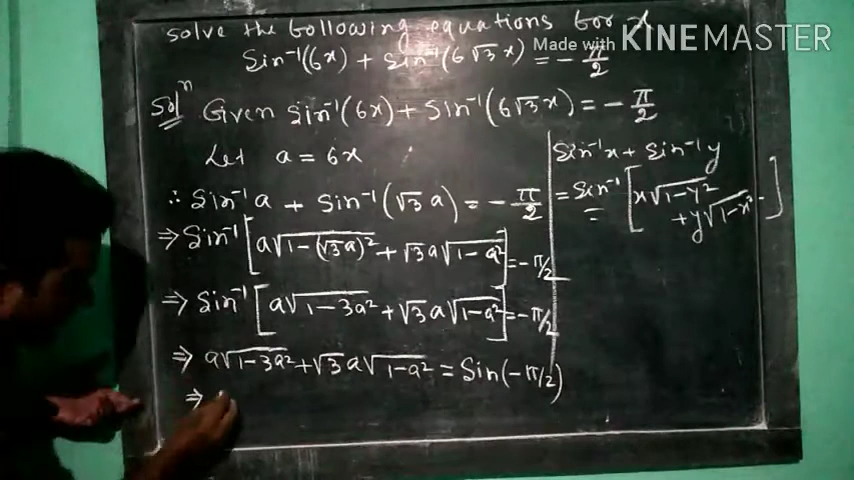 Solve the following equations for x
Made with KINEMASTER
Sin⁻¹(6x) + Sin⁻¹(6√3 x) = -π/2
Solⁿ Given Sin⁻¹(6x) + Sin⁻¹(6√3 x) = -π/2
Let a = 6x
∴ Sin⁻¹ a + Sin⁻¹(√3 a) = -π/2
⇒ Sin⁻¹[a√(1-(√3a)²) + √3a√(1-a²)] = -π/2
⇒ Sin⁻¹[a√(1-3a²) + √3a√(1-a²)] = -π/2
⇒ a√(1-3a²) + √3a√(1-a²) = Sin(-π/2)
⇒
Sin⁻¹x + Sin⁻¹y
= Sin⁻¹[x√(1-y²)
+ y√(1-x²)]